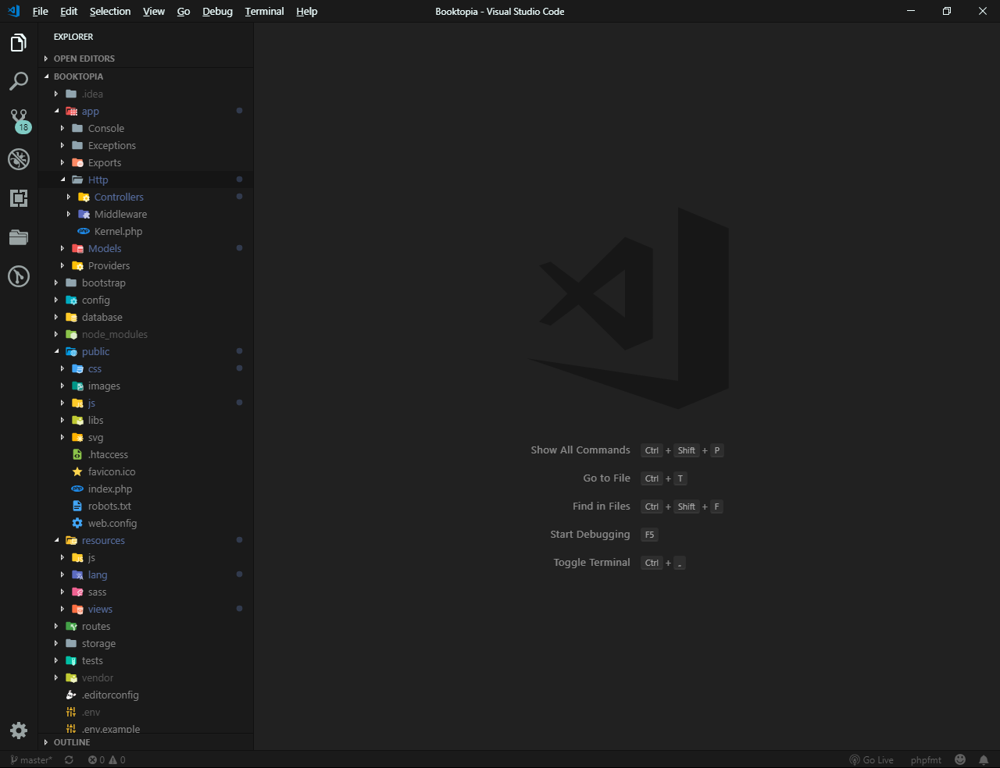 File Edit Selection View Go Debug Terminal Help Booktopia - Visual Studio Code
EXPLORER
OPEN EDITORS
BOOKTOPIA
.idea
app
18
Console
Exceptions
Exports
Http
Controllers
Middleware
php Kernel.php
Models
Providers
bootstrap
config
database
node_modules
public
css
images
js
libs
svg
.htaccess
favicon.ico
php index.php
robots.txt
web.config
resources
js
lang
sass
views
routes
storage
tests
vendor
.editorconfig
.env
.env.example
OUTLINE
Show All Commands Ctrl + Shift + P
Go to File Ctrl + T
Find in Files Ctrl + Shift + F
Start Debugging F5
Toggle Terminal Ctrl + .
master* 0 0 Go Live phpfmt